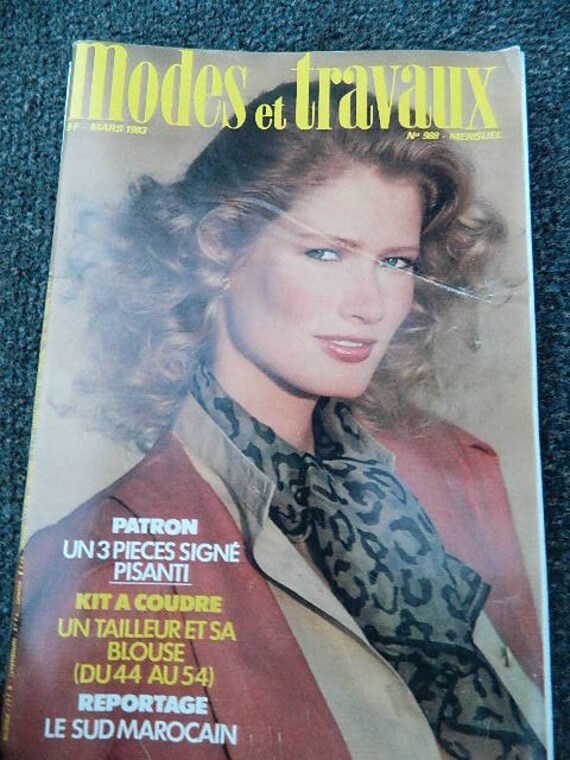 Modes et travaux
F - MARS 1983
N° 988 - MENSUEL
PATRON
UN 3 PIECES SIGNÉ
PISANTI
KIT A COUDRE
UN TAILLEUR ET SA
BLOUSE
(DU 44 AU 54)
REPORTAGE
LE SUD MAROCAIN